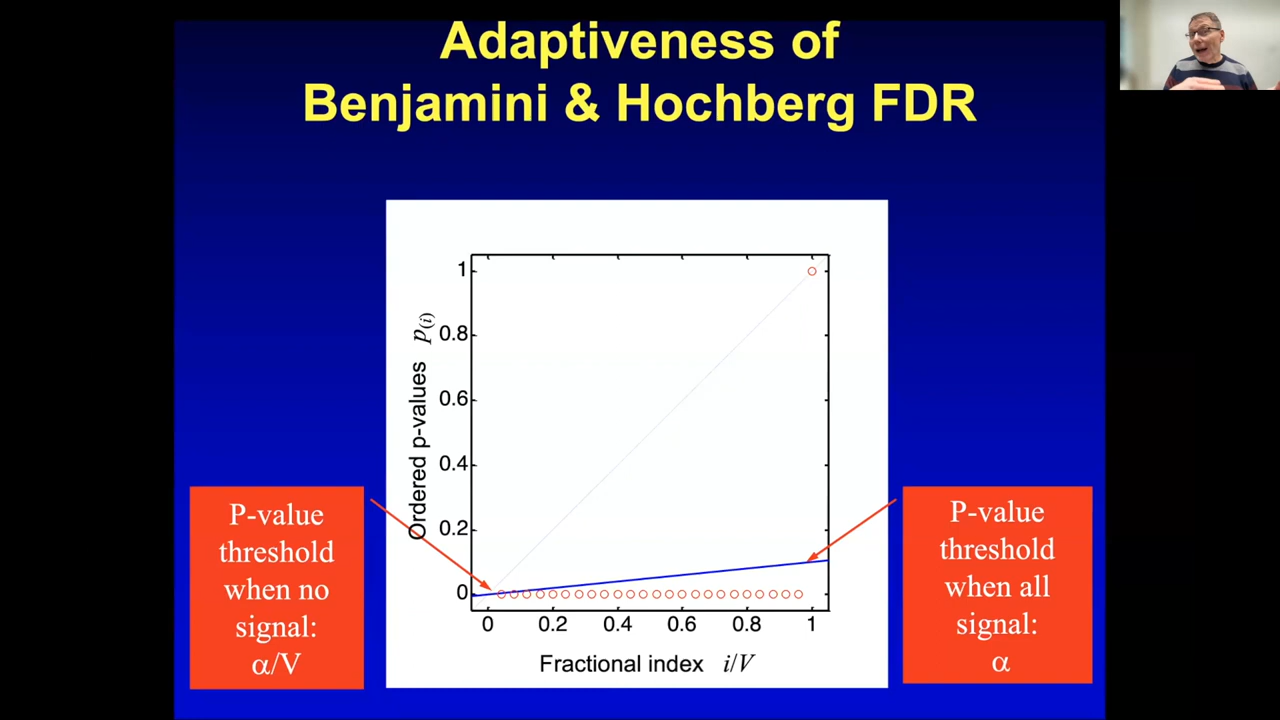 Adaptiveness of
Benjamini & Hochberg FDR
Ordered p-values p(i)
1
0.8
0.6
0.4
0.2
0
0 0.2 0.4 0.6 0.8 1
Fractional index i/V
P-value
threshold
when no
signal:
α/V
P-value
threshold
when all
signal:
α